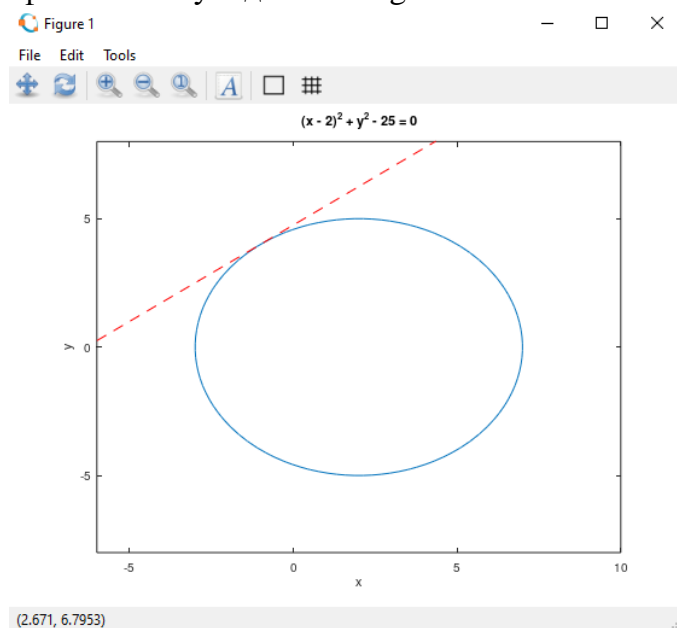 Figure 1
File Edit Tools
A
(x - 2)² + y² - 25 = 0
5
0
-5
y
-5 0 5 10
x
(2.671, 6.7953)